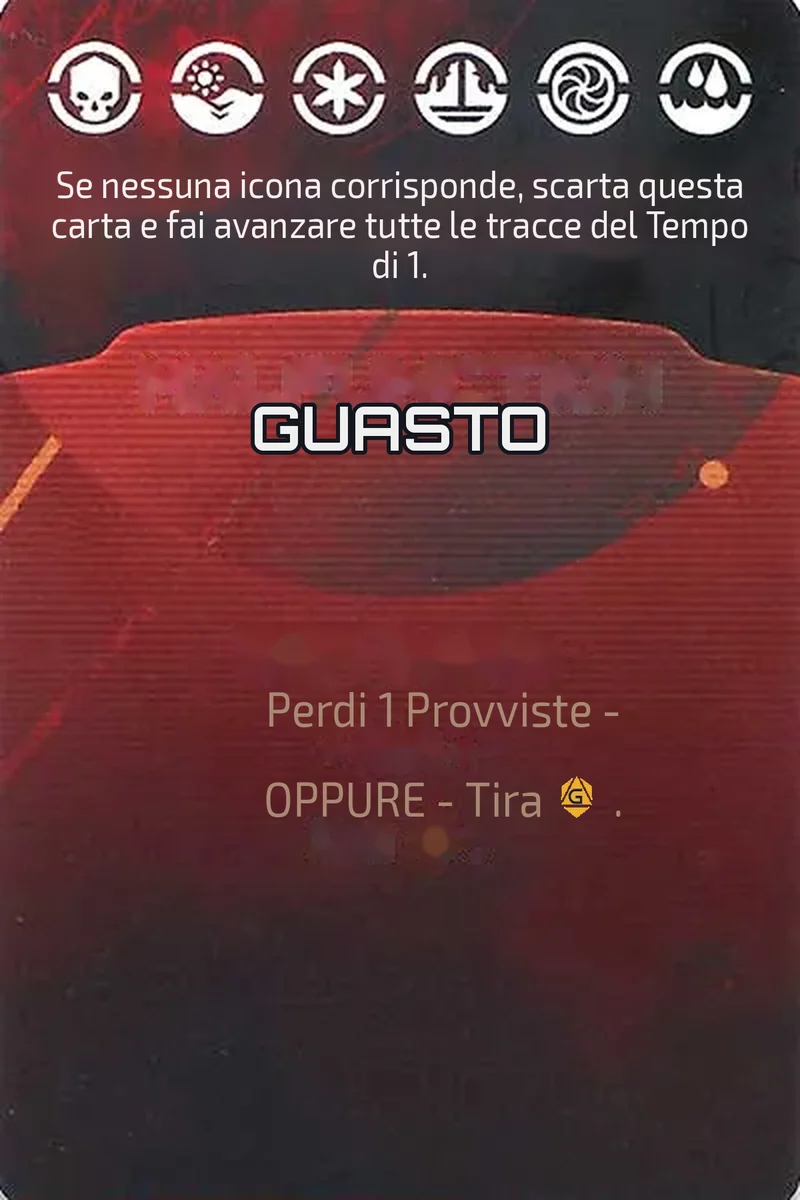 Se nessuna icona corrisponde, scarta questa
carta e fai avanzare tutte le tracce del Tempo
di 1.
GUASTO
Perdi 1 Provviste -
OPPURE - Tira G .